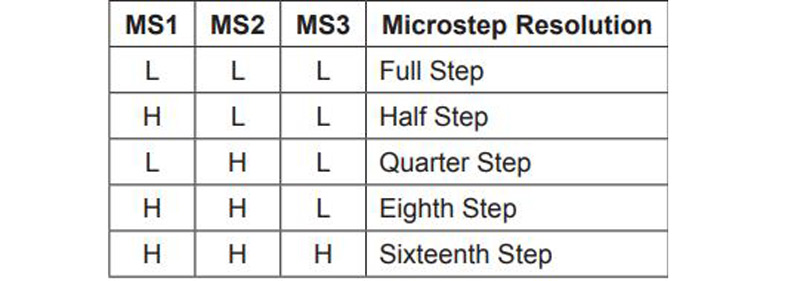 MS1 MS2 MS3 Microstep Resolution
L L L Full Step
H L L Half Step
L H L Quarter Step
H H L Eighth Step
H H H Sixteenth Step